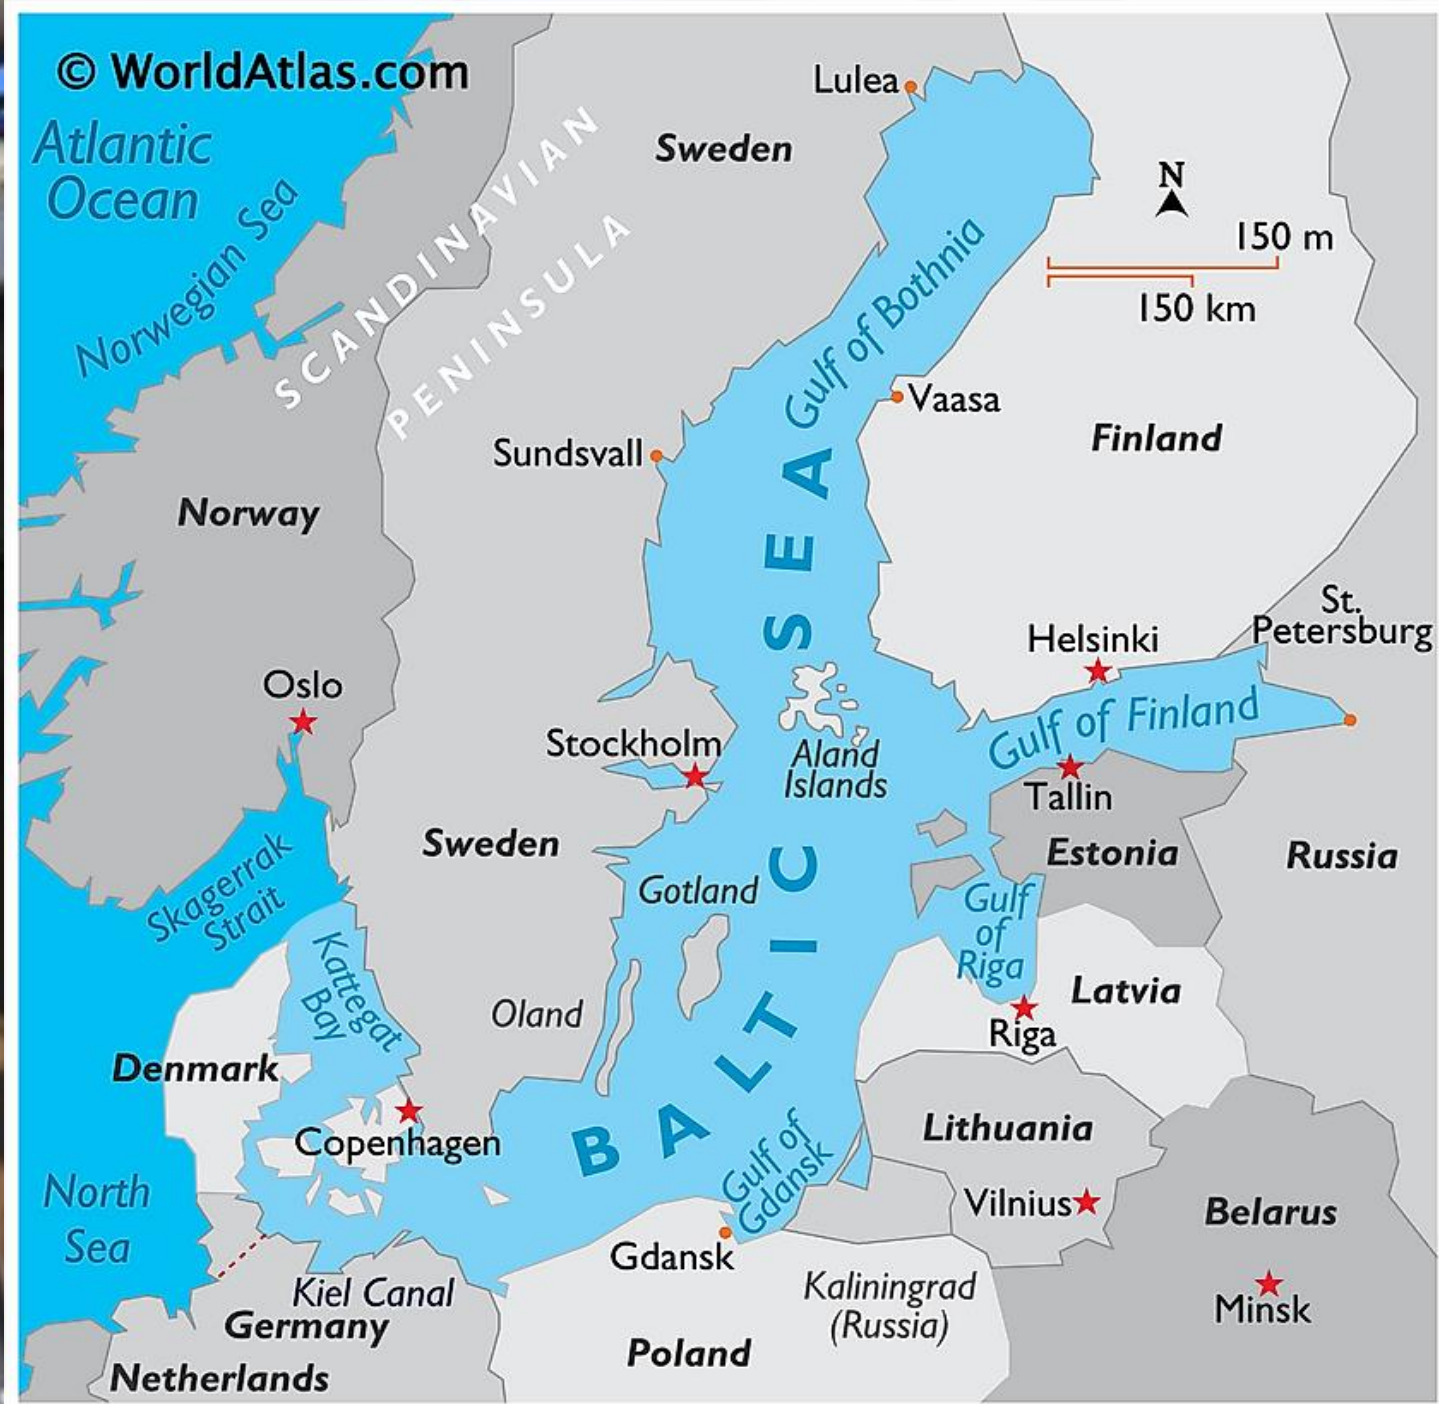 © WorldAtlas.com
Atlantic
Ocean
Norwegian Sea
SCANDINAVIAN
PENINSULA
Lulea
Sweden
N
150 m
150 km
Gulf of Bothnia
Vaasa
Finland
Sundsvall
Norway
BALTIC SEA
St.
Petersburg
Helsinki
Oslo
Gulf of Finland
Stockholm
Aland
Islands
Tallin
Sweden
Estonia
Russia
Skagerrak
Strait
Gotland
Gulf
of
Riga
Kattegat
Bay
Latvia
Oland
Riga
Denmark
Copenhagen
Lithuania
Gulf of
Gdansk
North
Sea
Vilnius
Belarus
Gdansk
Kiel Canal
Kaliningrad
(Russia)
Minsk
Germany
Poland
Netherlands